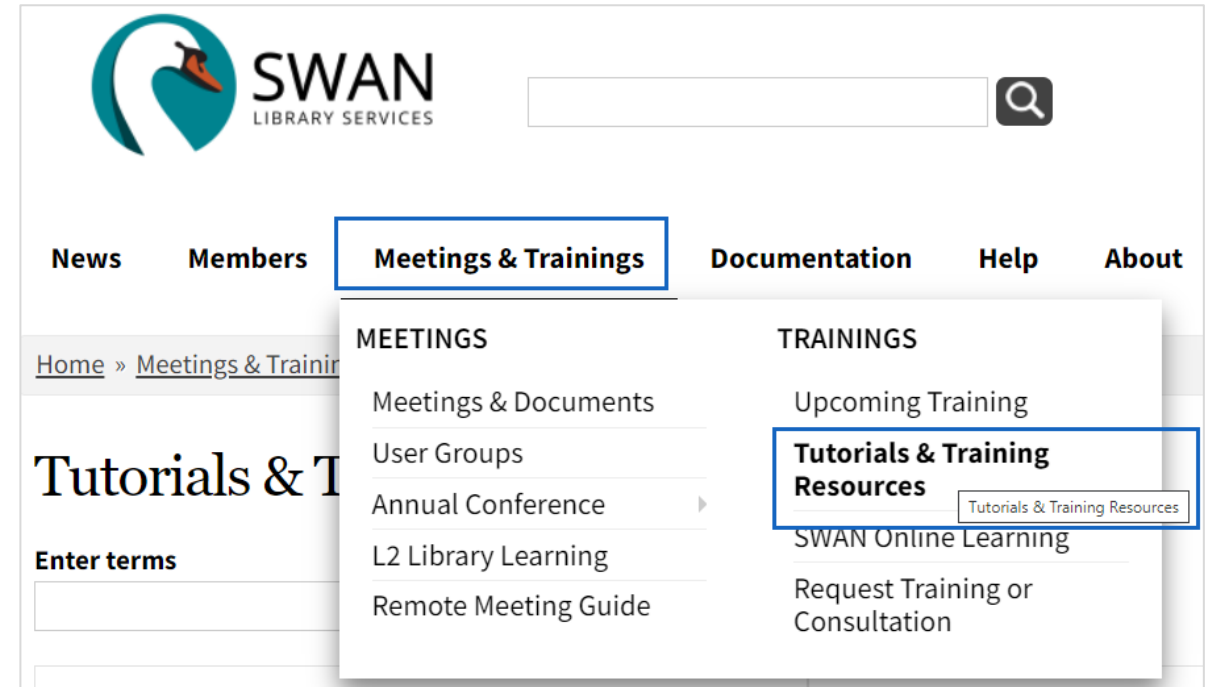 SWAN
LIBRARY SERVICES
News Members Meetings & Trainings Documentation Help About
Home » Meetings & Trainin
Tutorials & T
Enter terms
MEETINGS
Meetings & Documents
User Groups
Annual Conference
L2 Library Learning
Remote Meeting Guide
TRAININGS
Upcoming Training
Tutorials & Training
Resources
Tutorials & Training Resources
SWAN Online Learning
Request Training or
Consultation